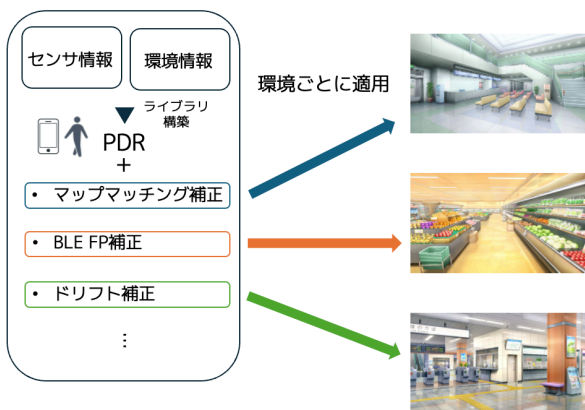 センサ情報
環境情報
ライブラリ
構築
PDR
+
• マップマッチング補正
• BLE FP補正
• ドリフト補正
⋮
環境ごとに適用